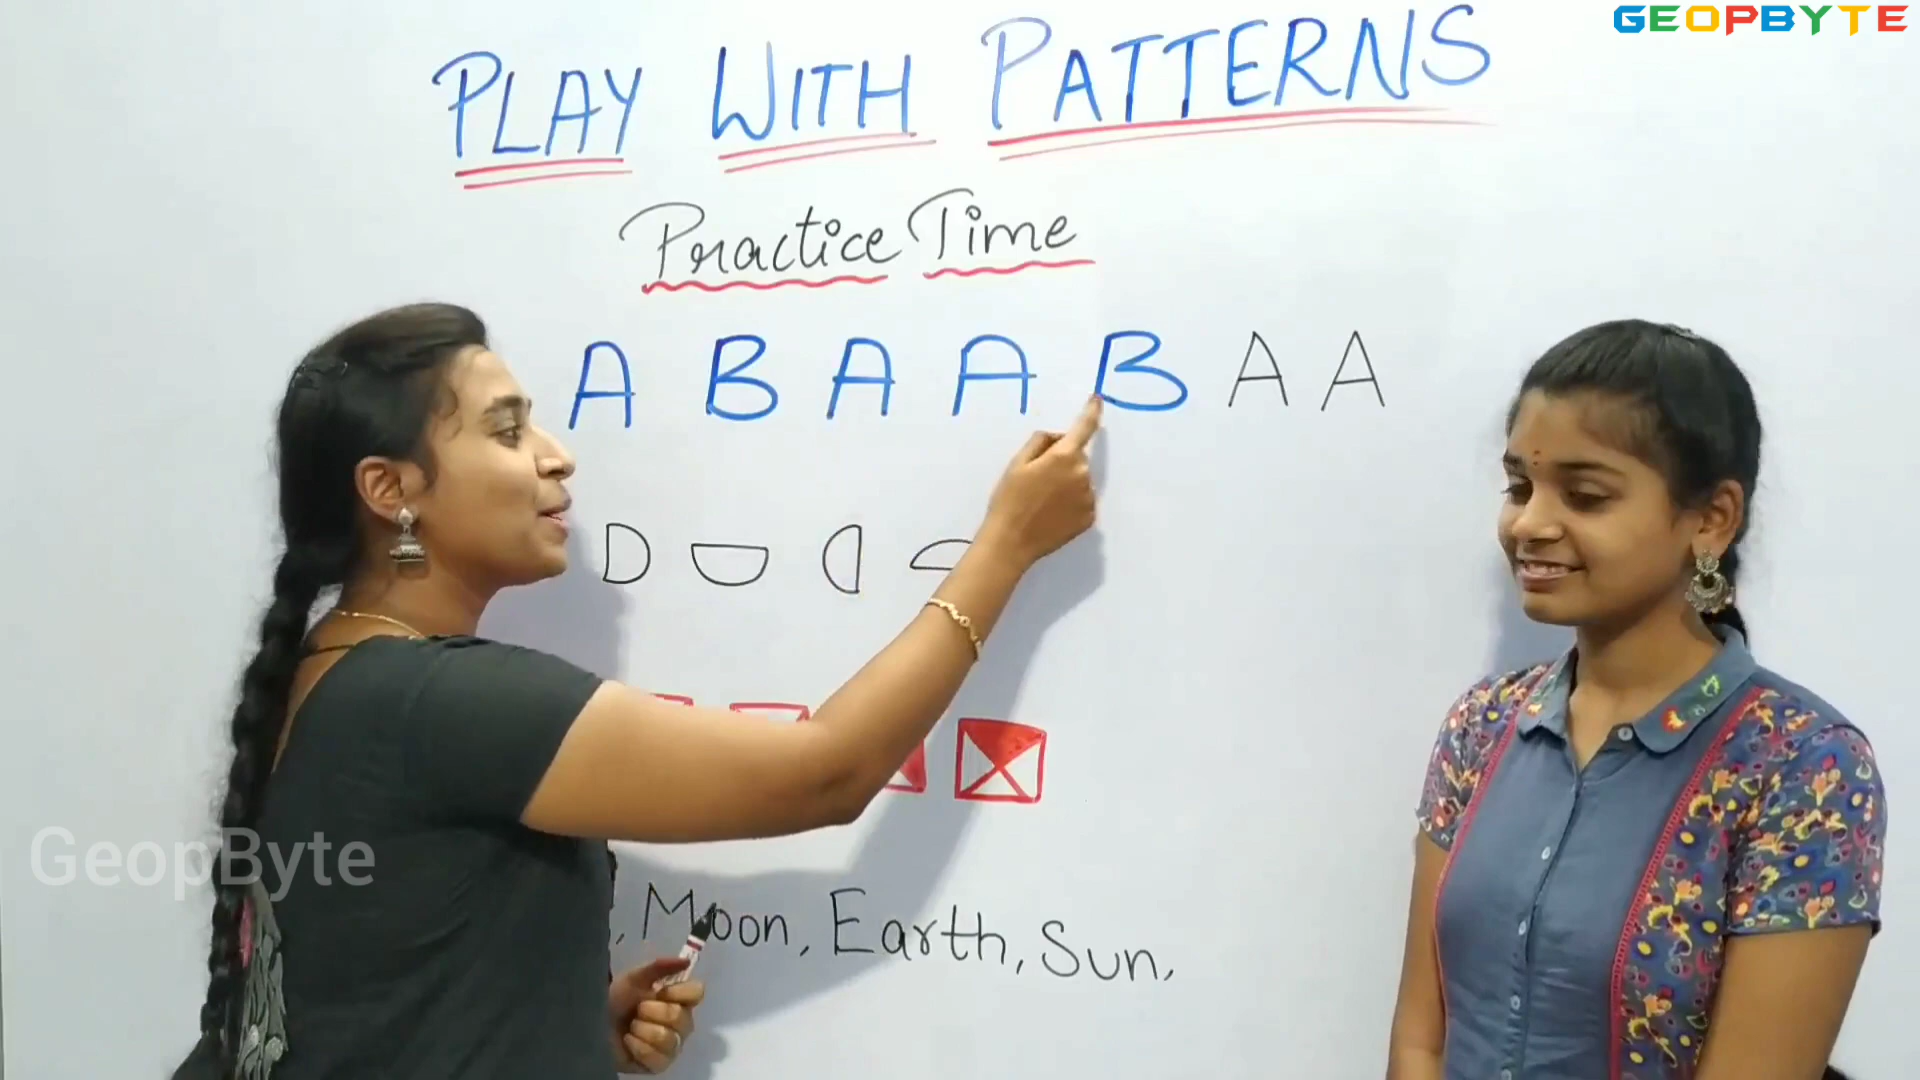 GEOPBYTE
PLAY WITH PATTERNS
Practice Time
A B A A B A A
GeopByte
, Moon, Earth, Sun,